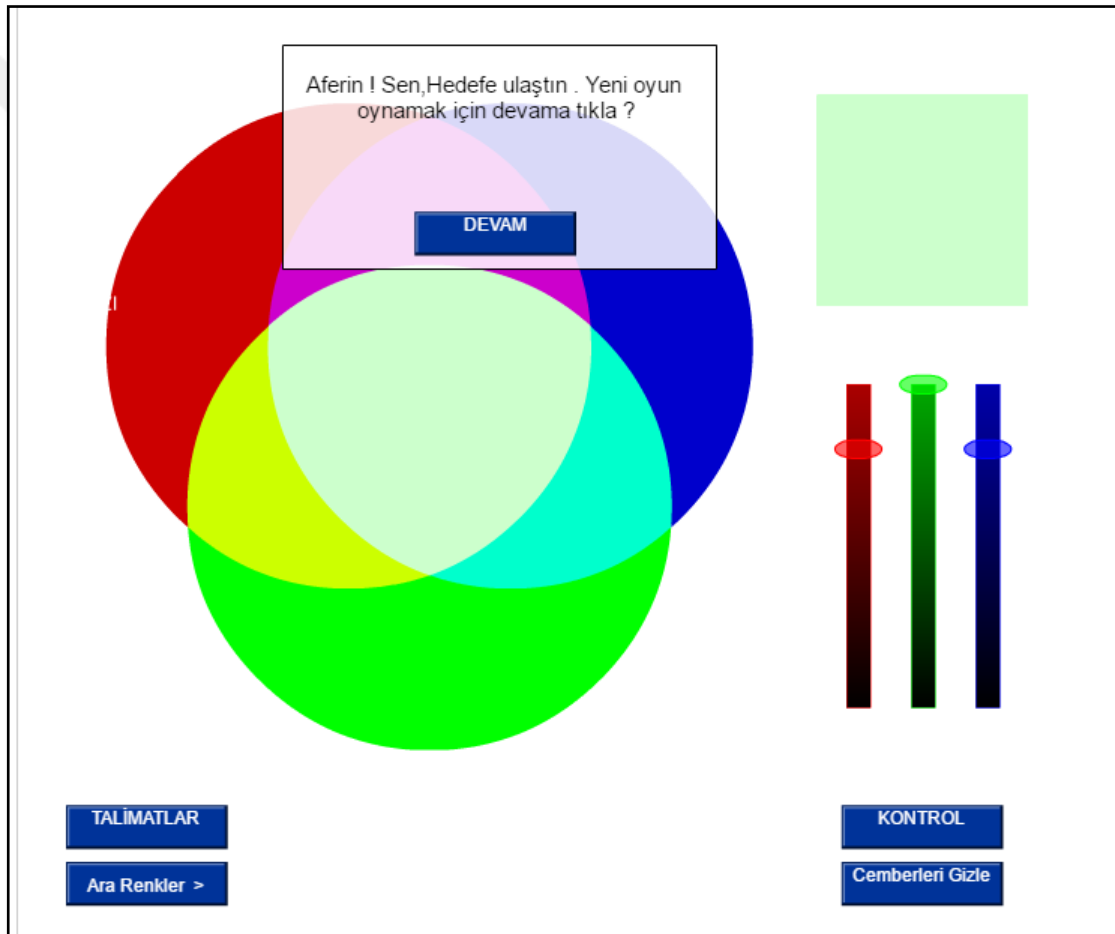 Aferin ! Sen,Hedefe ulaştın . Yeni oyun
oynamak için devama tıkla ?
DEVAM
TALİMATLAR
KONTROL
Ara Renkler >
Cemberleri Gizle